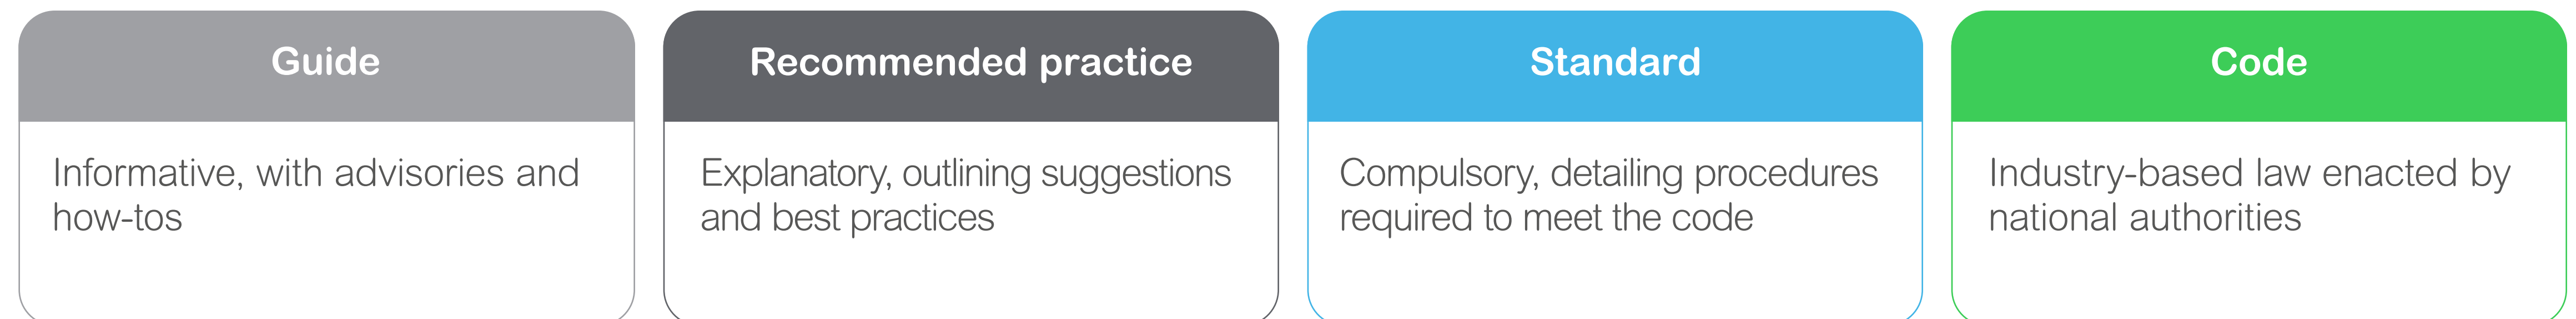 Guide
Informative, with advisories and
how-tos
Recommended practice
Explanatory, outlining suggestions
and best practices
Standard
Compulsory, detailing procedures
required to meet the code
Code
Industry-based law enacted by
national authorities